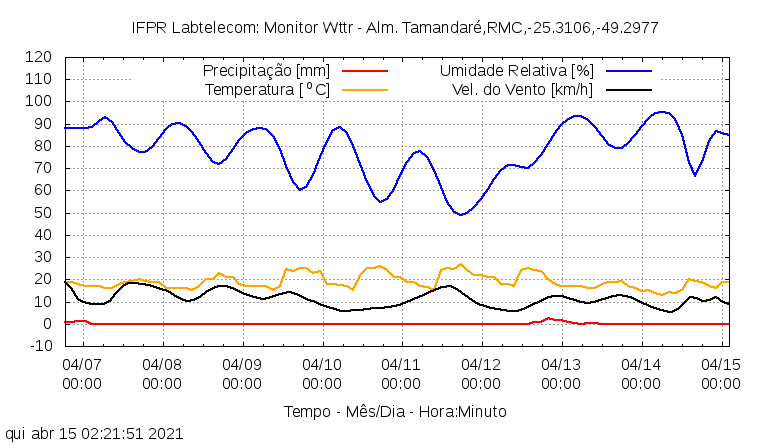 IFPR Labtelecom: Monitor Wttr - Alm. Tamandaré,RMC,-25.3106,-49.2977
120
110
100
90
80
70
60
50
40
30
20
10
0
-10
Precipitação [mm]
Temperatura [ ⁰C]
Umidade Relativa [%]
Vel. do Vento [km/h]
04/07 04/08 04/09 04/10 04/11 04/12 04/13 04/14 04/15
00:00 00:00 00:00 00:00 00:00 00:00 00:00 00:00 00:00
Tempo - Mês/Dia - Hora:Minuto
qui abr 15 02:21:51 2021